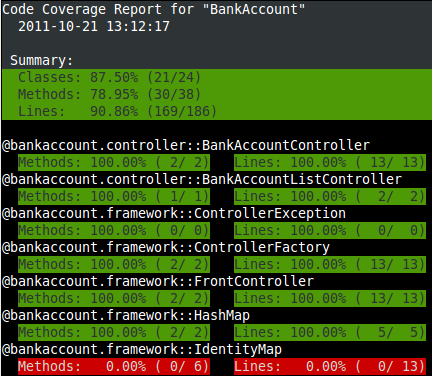 Code Coverage Report for "BankAccount"
  2011-10-21 13:12:17

 Summary:
  Classes: 87.50% (21/24)
  Methods: 78.95% (30/38)
  Lines:   90.86% (169/186)

@bankaccount.controller::BankAccountController
  Methods: 100.00% ( 2/ 2)   Lines: 100.00% ( 13/ 13)
@bankaccount.controller::BankAccountListController
  Methods: 100.00% ( 1/ 1)   Lines: 100.00% (  2/  2)
@bankaccount.framework::ControllerException
  Methods: 100.00% ( 0/ 0)   Lines: 100.00% (  0/  0)
@bankaccount.framework::ControllerFactory
  Methods: 100.00% ( 2/ 2)   Lines: 100.00% ( 13/ 13)
@bankaccount.framework::FrontController
  Methods: 100.00% ( 2/ 2)   Lines: 100.00% ( 13/ 13)
@bankaccount.framework::HashMap
  Methods: 100.00% ( 2/ 2)   Lines: 100.00% (  5/  5)
@bankaccount.framework::IdentityMap
  Methods:   0.00% ( 0/ 6)   Lines:   0.00% (  0/ 13)